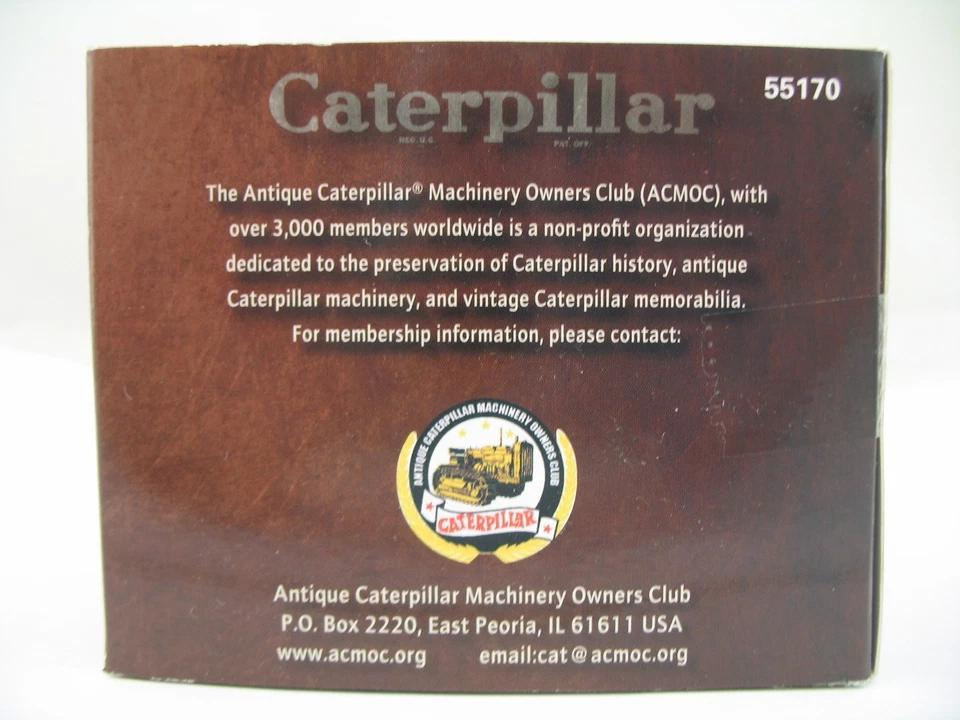 Caterpillar
55170
REG. U.S. PAT. OFF.
The Antique Caterpillar® Machinery Owners Club (ACMOC), with
over 3,000 members worldwide is a non-profit organization
dedicated to the preservation of Caterpillar history, antique
Caterpillar machinery, and vintage Caterpillar memorabilia.
For membership information, please contact:
ANTIQUE CATERPILLAR MACHINERY OWNERS CLUB
CATERPILLAR
Antique Caterpillar Machinery Owners Club
P.O. Box 2220, East Peoria, IL 61611 USA
www.acmoc.org email:cat@acmoc.org